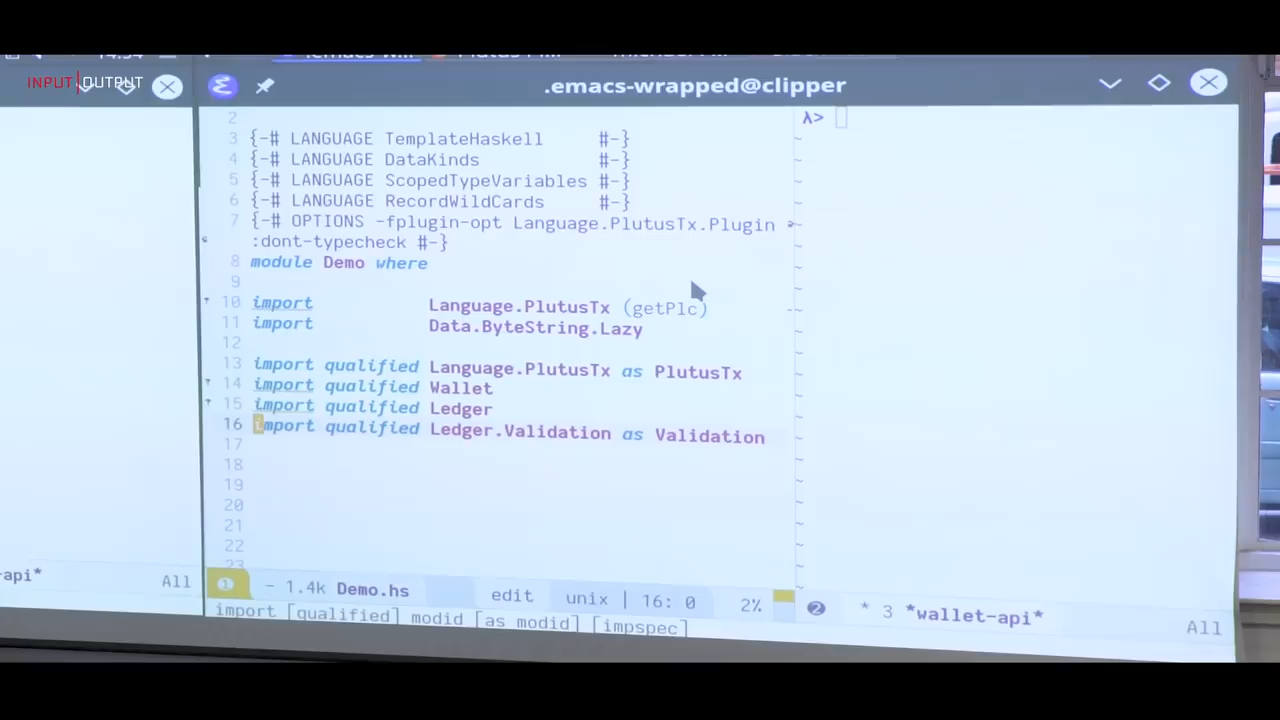 INPUT|OUTPUT
.emacs-wrapped@clipper
2
3 {-# LANGUAGE TemplateHaskell #-}
4 {-# LANGUAGE DataKinds #-}
5 {-# LANGUAGE ScopedTypeVariables #-}
6 {-# LANGUAGE RecordWildCards #-}
7 {-# OPTIONS -fplugin-opt Language.PlutusTx.Plugin
:dont-typecheck #-}
8 module Demo where
9
10 import Language.PlutusTx (getPlc)
11 import Data.ByteString.Lazy
12
13 import qualified Language.PlutusTx as PlutusTx
14 import qualified Wallet
15 import qualified Ledger
16 import qualified Ledger.Validation as Validation
17
18
19
20
21
22
23
1 - 1.4k Demo.hs edit unix | 16: 0 2%
import [qualified] modid [as modid] [impspec]
λ>
2 * 3 *wallet-api* All
-api* All